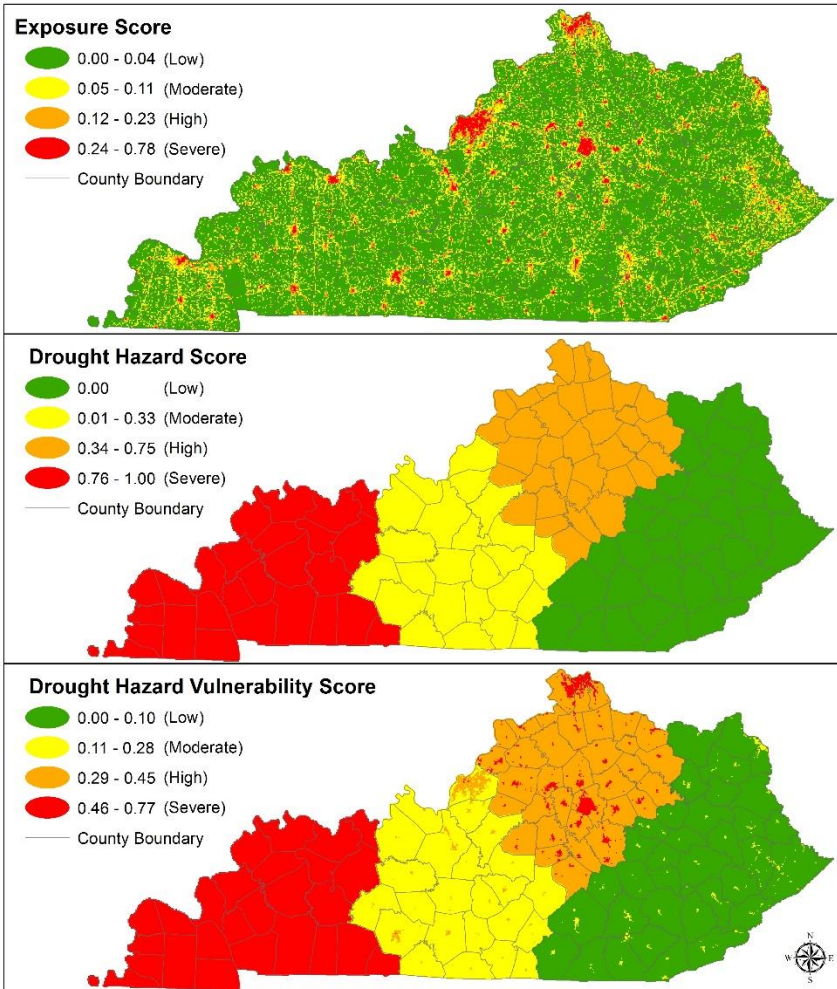 Exposure Score
0.00 - 0.04 (Low)
0.05 - 0.11 (Moderate)
0.12 - 0.23 (High)
0.24 - 0.78 (Severe)
County Boundary
Drought Hazard Score
0.00 (Low)
0.01 - 0.33 (Moderate)
0.34 - 0.75 (High)
0.76 - 1.00 (Severe)
County Boundary
Drought Hazard Vulnerability Score
0.00 - 0.10 (Low)
0.11 - 0.28 (Moderate)
0.29 - 0.45 (High)
0.46 - 0.77 (Severe)
County Boundary
N
W E
S